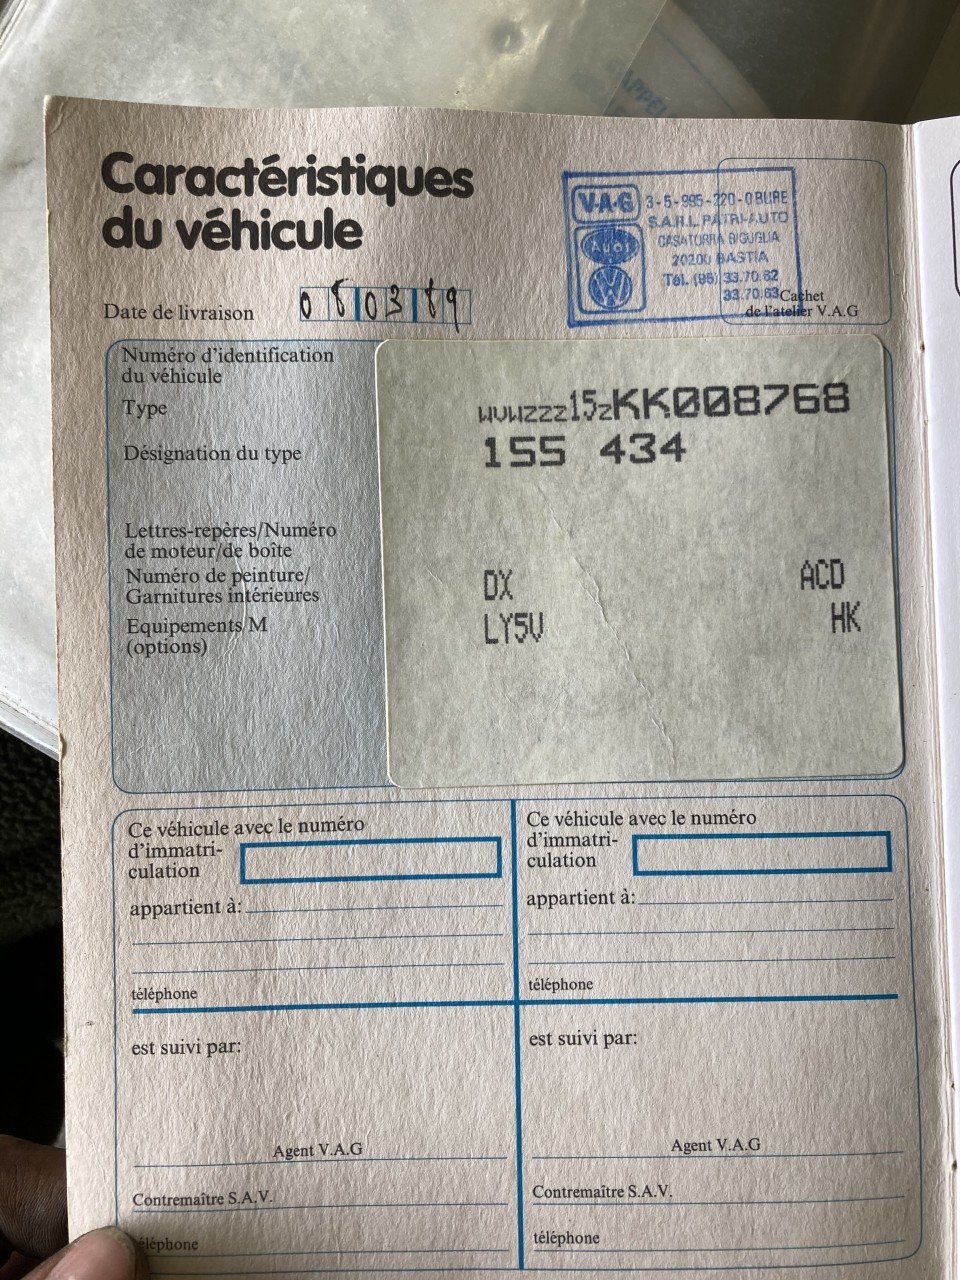 Caractéristiques
du véhicule
V·A·G
3-5-995-220-0 BURE
S.A.R.L PATRI-AUTO
Audi
CASATORRA BIGUGLIA
20200 BASTIA
Tél. (95) 33.70.62
33.70.63
Cachet
de l'atelier V.A.G
Date de livraison 080389
Numéro d'identification
du véhicule
Type
WVWZZZ15ZKK008768
Désignation du type
155 434
Lettres-repères/Numéro
de moteur/de boîte
DX ACD
Numéro de peinture/
Garnitures intérieures
LY5V HK
Equipements M
(options)
Ce véhicule avec le numéro
d'immatri-
culation
appartient à:
téléphone
est suivi par:
Agent V.A.G
Contremaître S.A.V.
téléphone
Ce véhicule avec le numéro
d'immatri-
culation
appartient à:
téléphone
est suivi par:
Agent V.A.G
Contremaître S.A.V.
téléphone